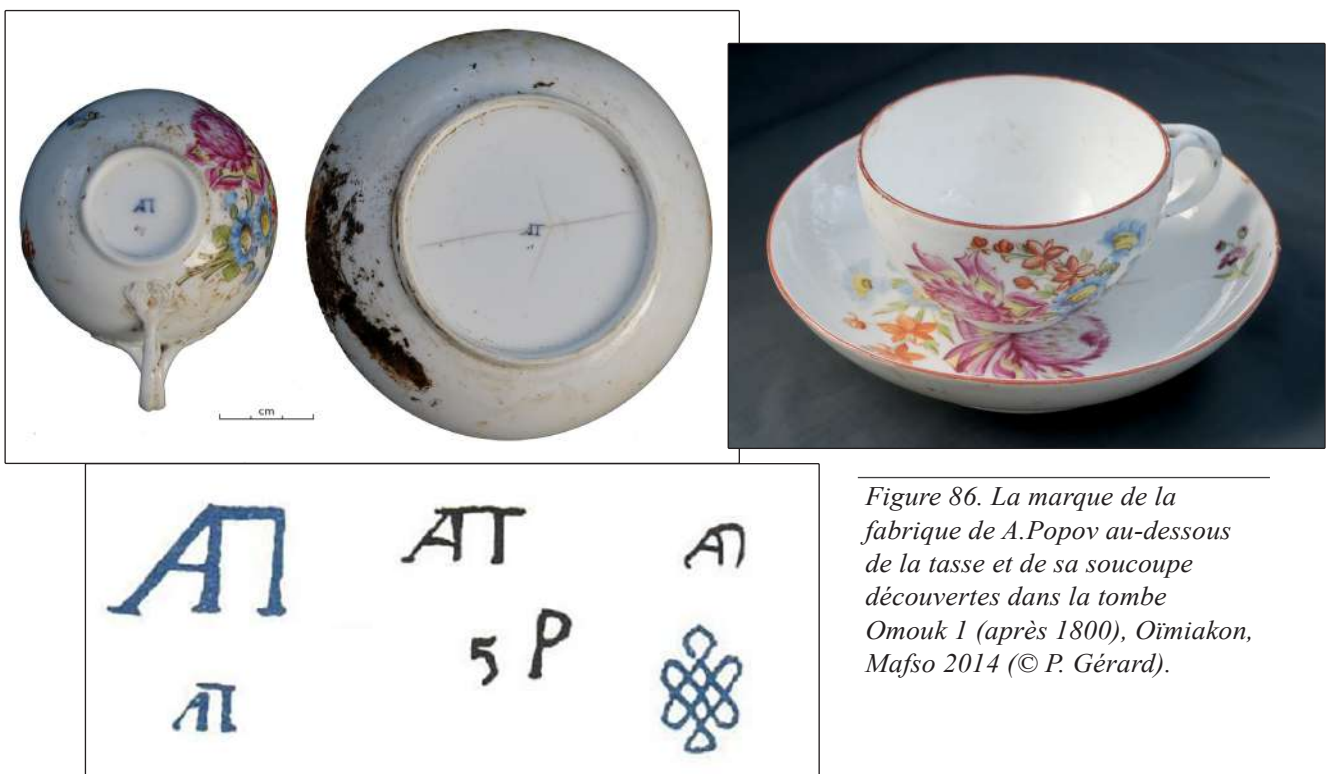 АП
АП
cm
АП
АП
АП
5 P
АП
Figure 86. La marque de la
fabrique de A.Popov au-dessous
de la tasse et de sa soucoupe
découvertes dans la tombe
Omouk 1 (après 1800), Oïmiakon,
Mafso 2014 (© P. Gérard).